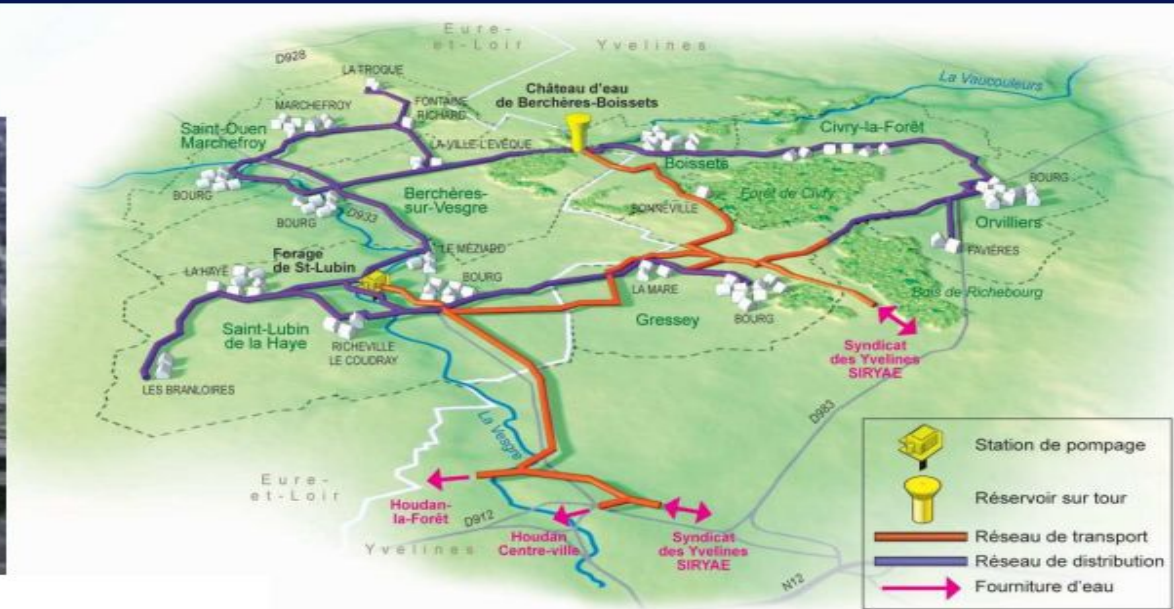 Eure-
et-Loir
Yvelines
D928
LA TROQUE
Château d'eau
de Berchères-Boissets
La Vaucouleurs
MARCHEFROY
FONTAINE
RICHARD
Saint-Ouen
Marchefroy
Civry-la-Forêt
LA-VILLE-L'EVÊQUE
Boissets
BOURG
Berchères-
sur-Vesgre
Forêt de Civry
BOURG
BONNEVILLE
BOURG
D933
Orvilliers
Forage
de St-Lubin
LE MÉZIARD
FAVIÈRES
LA HAYE
BOURG
LA MARE
Bois de Richebourg
Saint-Lubin
de la Haye
Gressey
BOURG
RICHEVILLE
LE COUDRAY
Syndicat
des Yvelines
SIRYAE
LES BRANLOIRES
D983
La Vesgre
Eure-
et-Loir
Houdan-
la-Forêt
D912
Yvelines
Houdan
Centre-ville
Syndicat
des Yvelines
SIRYAE
N12
Station de pompage
Réservoir sur tour
Réseau de transport
Réseau de distribution
Fourniture d'eau